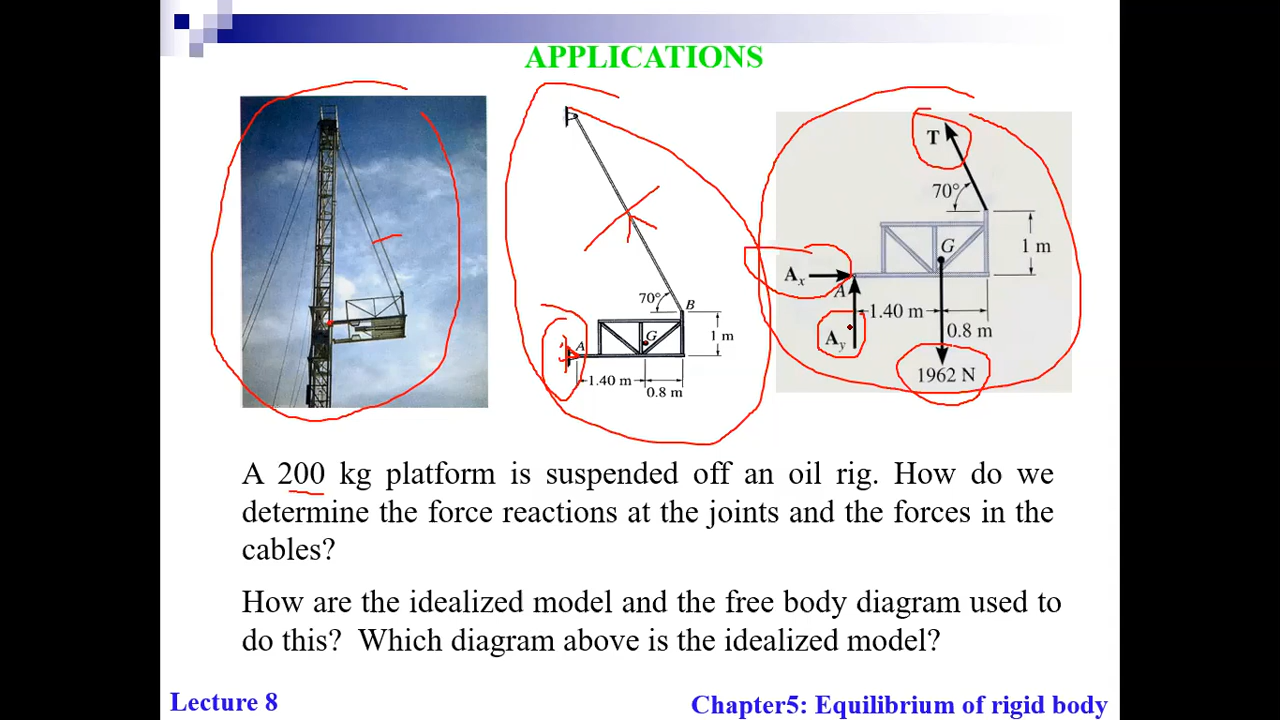 APPLICATIONS
70°
B
G
A
1 m
1.40 m
0.8 m
T
70°
G
1 m
Ax
A
1.40 m
0.8 m
Ay
1962 N
A 200 kg platform is suspended off an oil rig. How do we
determine the force reactions at the joints and the forces in the
cables?
How are the idealized model and the free body diagram used to
do this? Which diagram above is the idealized model?
Lecture 8
Chapter5: Equilibrium of rigid body